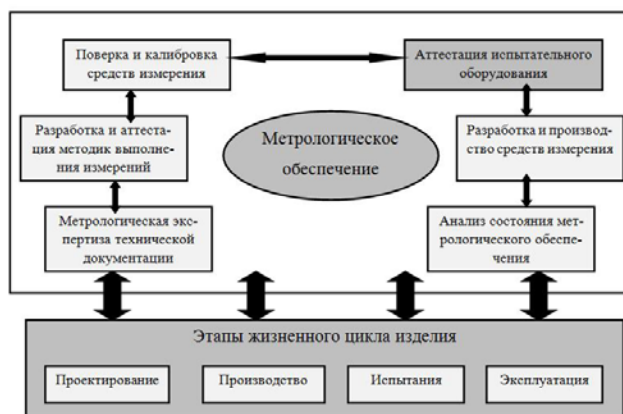 Поверка и калибровка
средств измерения
Аттестация испытательного
оборудования
Разработка и аттеста-
ция методик выполне-
ния измерений
Метрологическое
обеспечение
Разработка и производ-
ство средств измерения
Метрологическая экс-
пертиза технической
документации
Анализ состояния мет-
рологического обеспе-
чения
Этапы жизненного цикла изделия
Проектирование
Производство
Испытания
Эксплуатация